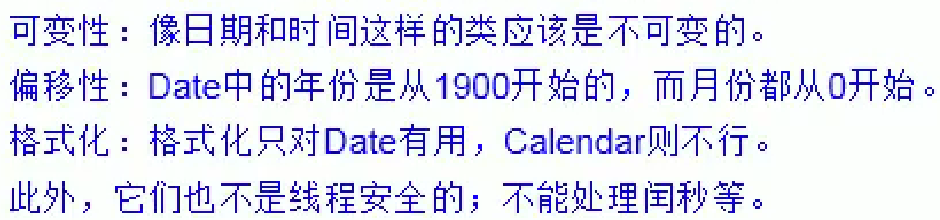 可变性：像日期和时间这样的类应该是不可变的。
偏移性：Date中的年份是从1900开始的，而月份都从0开始。
格式化：格式化只对Date有用，Calendar则不行。
此外，它们也不是线程安全的；不能处理闰秒等。